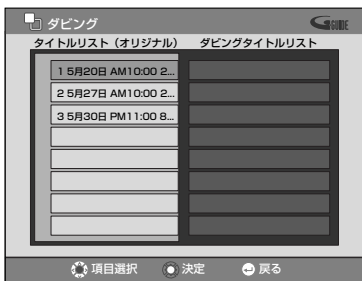 ダビング
G GUIDE
タイトルリスト（オリジナル） ダビングタイトルリスト
1 5月20日 AM10:00 2...
2 5月27日 AM10:00 2...
3 5月30日 PM11:00 8...
項目選択 決定 戻る